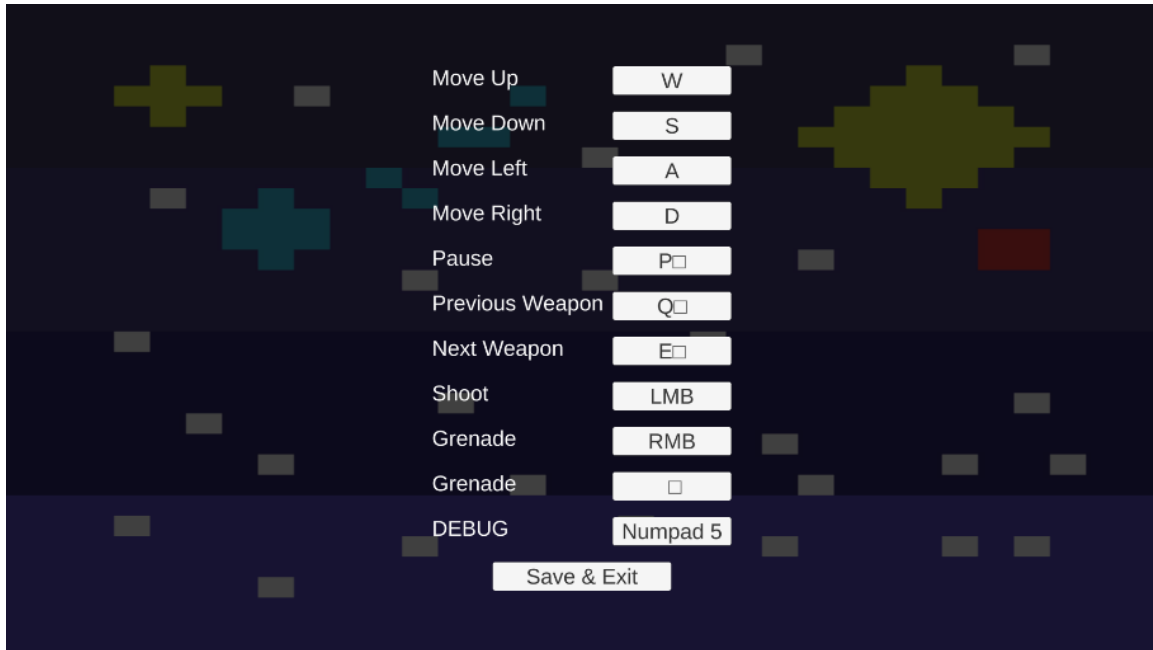 Move Up W
Move Down S
Move Left A
Move Right D
Pause P□
Previous Weapon Q□
Next Weapon E□
Shoot LMB
Grenade RMB
Grenade □
DEBUG Numpad 5
Save & Exit